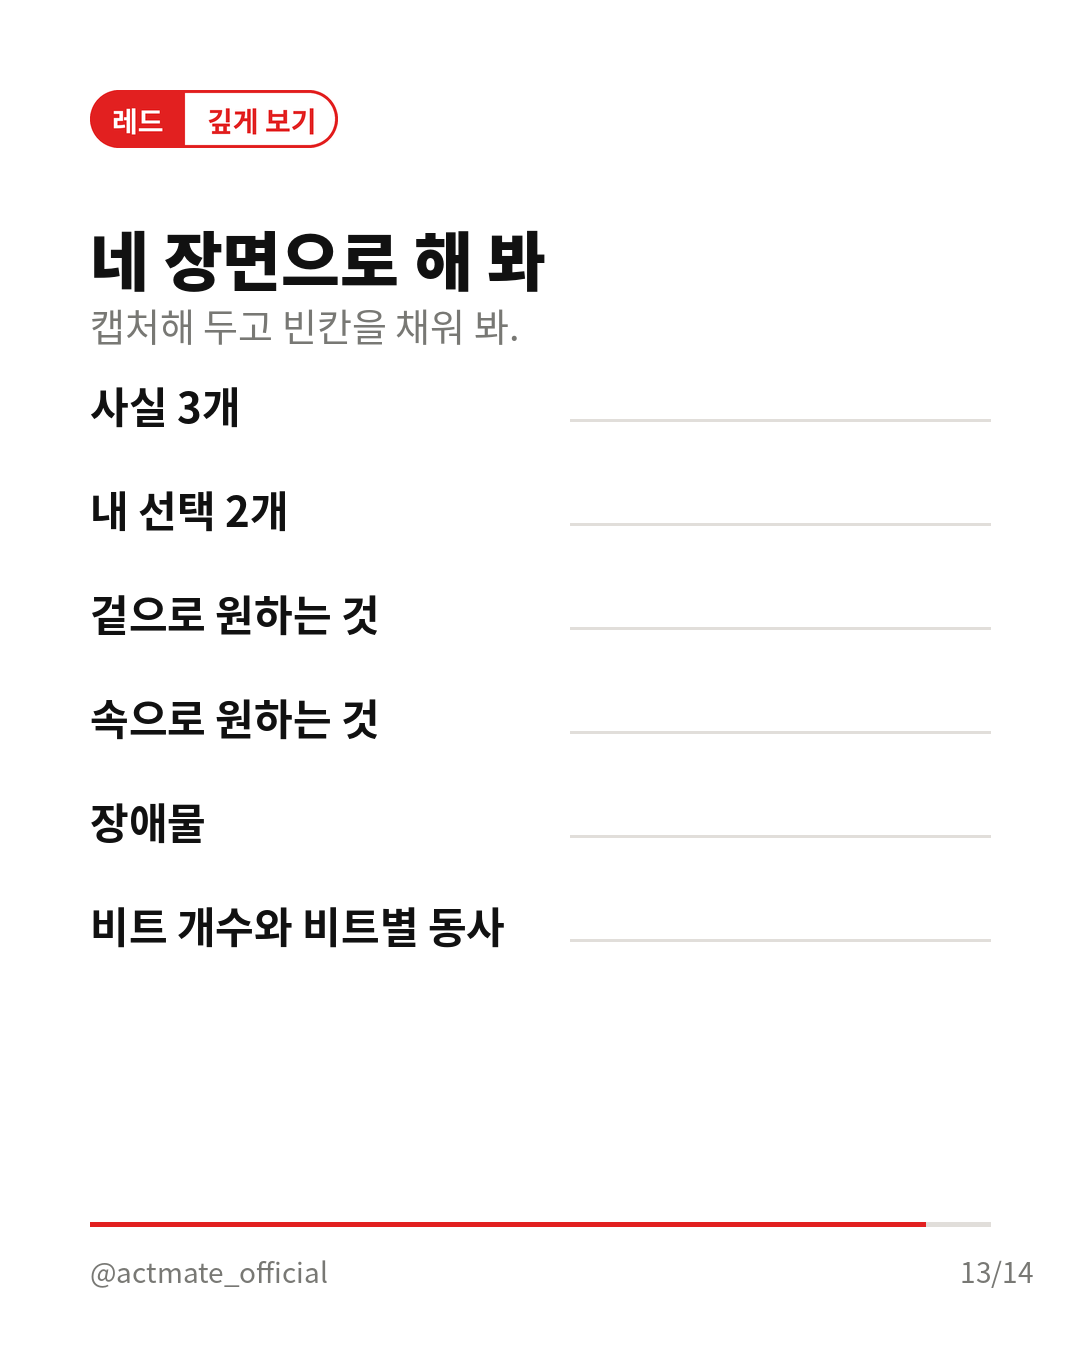 레드 깊게 보기
네 장면으로 해 봐
캡처해 두고 빈칸을 채워 봐.
사실 3개
내 선택 2개
겉으로 원하는 것
속으로 원하는 것
장애물
비트 개수와 비트별 동사
@actmate_official 13/14